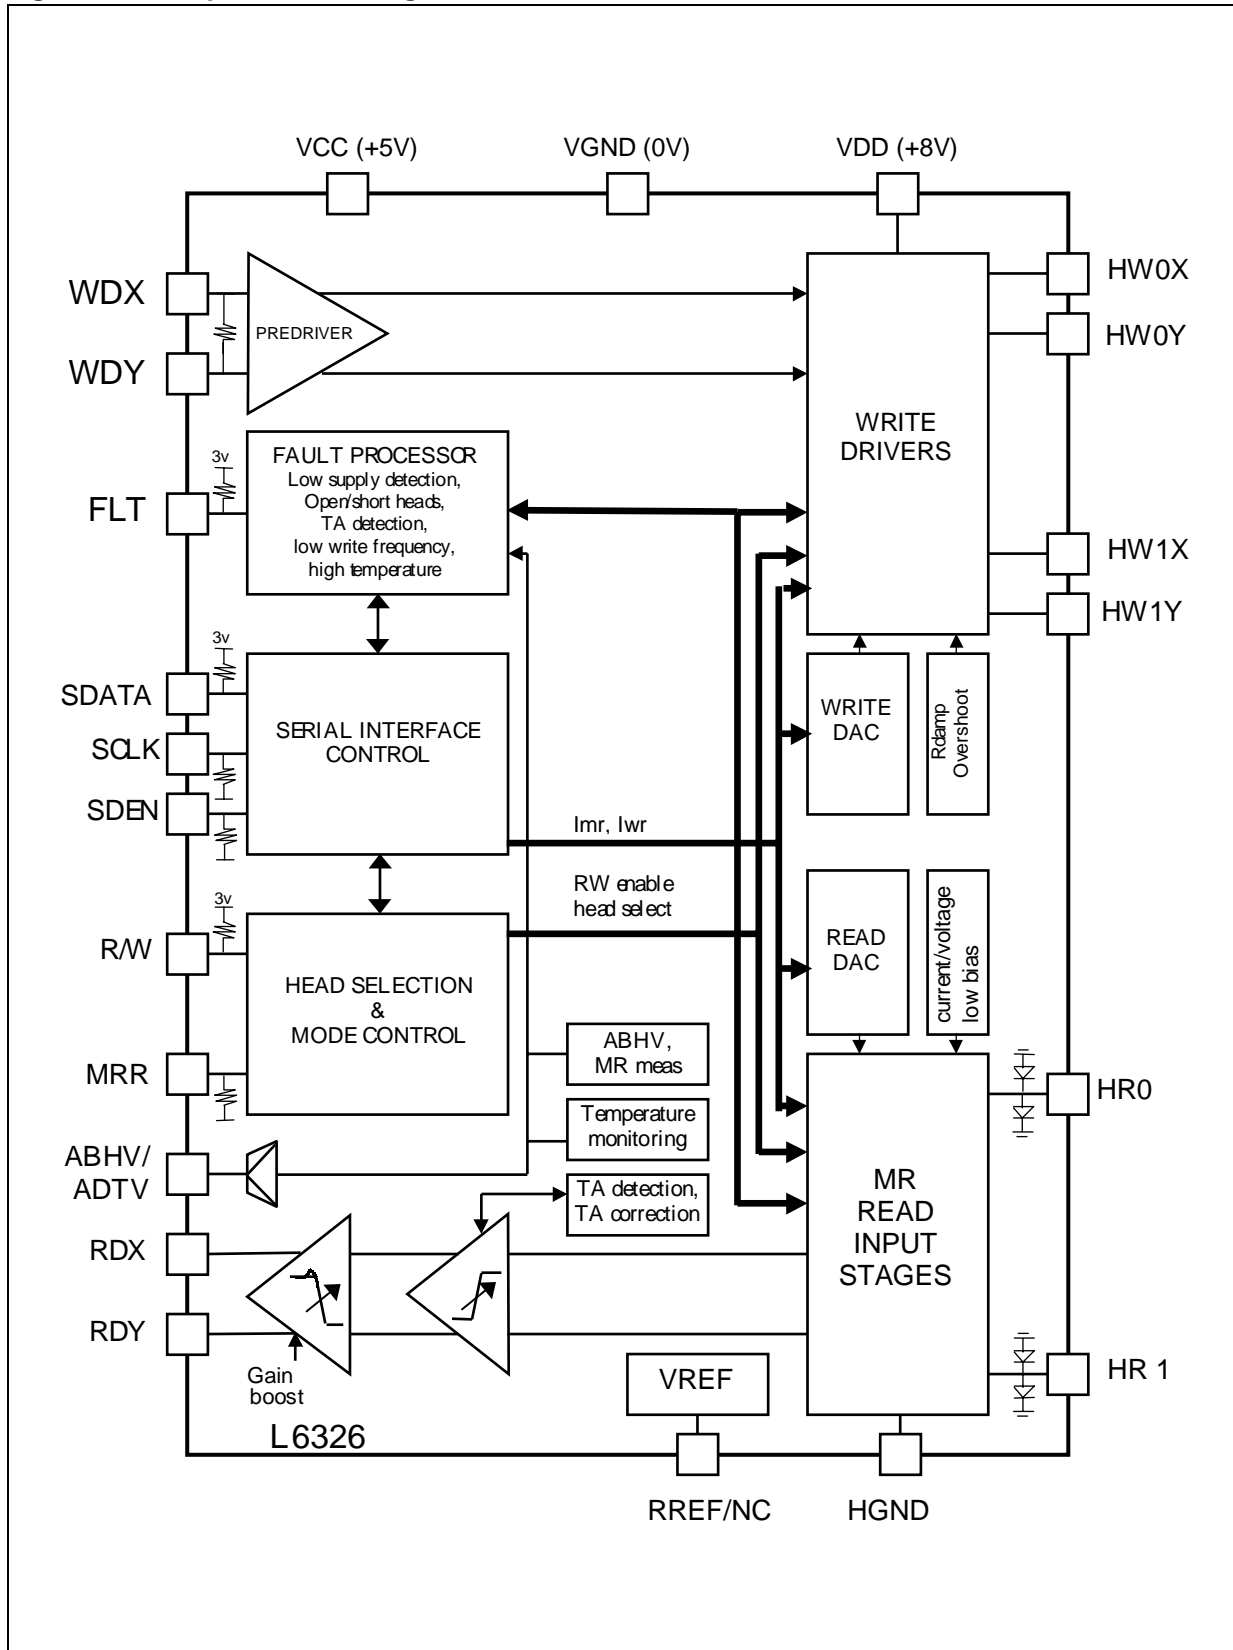 VCC (+5V)
VGND (0V)
VDD (+8V)
WDX
WDY
PREDRIVER
HW0X
HW0Y
WRITE
DRIVERS
FLT
3v
FAULT PROCESSOR
Low supply detection,
Open/short heads,
TA detection,
low write frequency,
high temperature
HW1X
HW1Y
SDATA
SCLK
SDEN
3v
SERIAL INTERFACE
CONTROL
WRITE
DAC
Rdamp
Overshoot
Imr, Iwr
RW enable
head select
R/W
3v
HEAD SELECTION
&
MODE CONTROL
READ
DAC
current/voltage
low bias
MRR
ABHV,
MR meas
HR0
Temperature
monitoring
ABHV/
ADTV
TA detection,
TA correction
MR
READ
INPUT
STAGES
RDX
RDY
Gain
boost
VREF
HR 1
L6326
RREF/NC
HGND